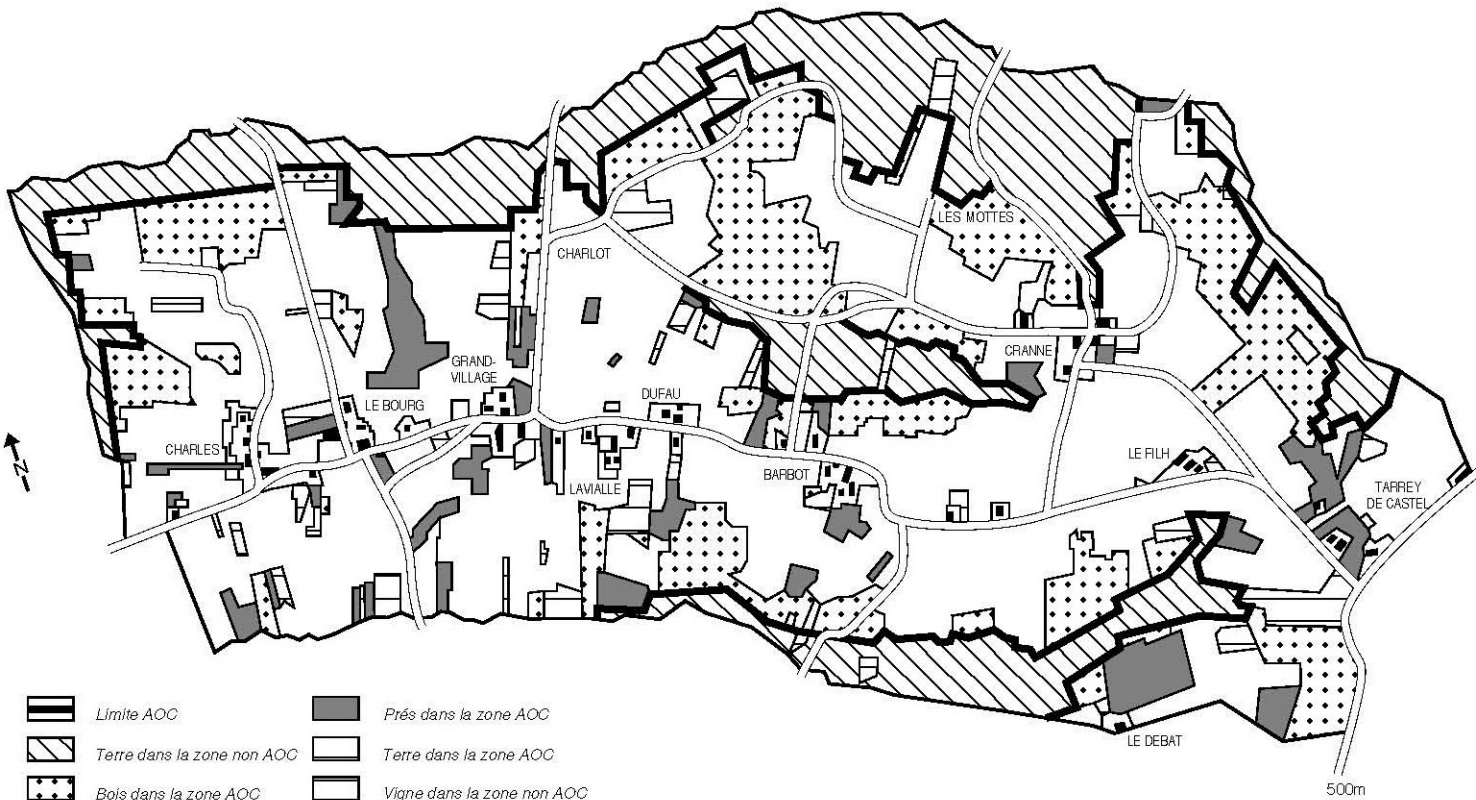 LES MOTTES
CHARLOT
CRANNE
GRAND-
VILLAGE
DUFAU
LE BOURG
CHARLES
LE FILH
BARBOT
LAVIALLE
TARREY
DE CASTEL
N
LE DEBAT
500m
Limite AOC
Prés dans la zone AOC
Terre dans la zone non AOC
Terre dans la zone AOC
Bois dans la zone AOC
Vigne dans la zone non AOC